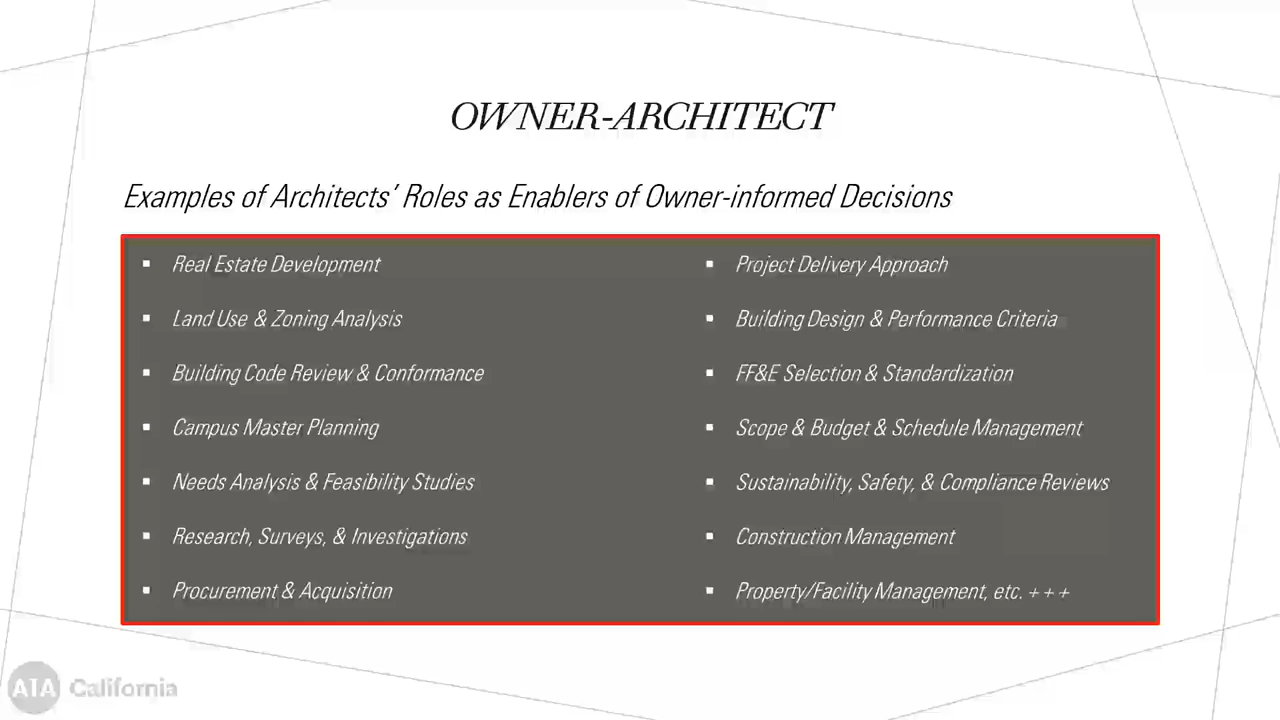 OWNER-ARCHITECT
Examples of Architects' Roles as Enablers of Owner-informed Decisions
▪ Real Estate Development
▪ Land Use & Zoning Analysis
▪ Building Code Review & Conformance
▪ Campus Master Planning
▪ Needs Analysis & Feasibility Studies
▪ Research, Surveys, & Investigations
▪ Procurement & Acquisition
▪ Project Delivery Approach
▪ Building Design & Performance Criteria
▪ FF&E Selection & Standardization
▪ Scope & Budget & Schedule Management
▪ Sustainability, Safety, & Compliance Reviews
▪ Construction Management
▪ Property/Facility Management, etc. + + +
AIA California